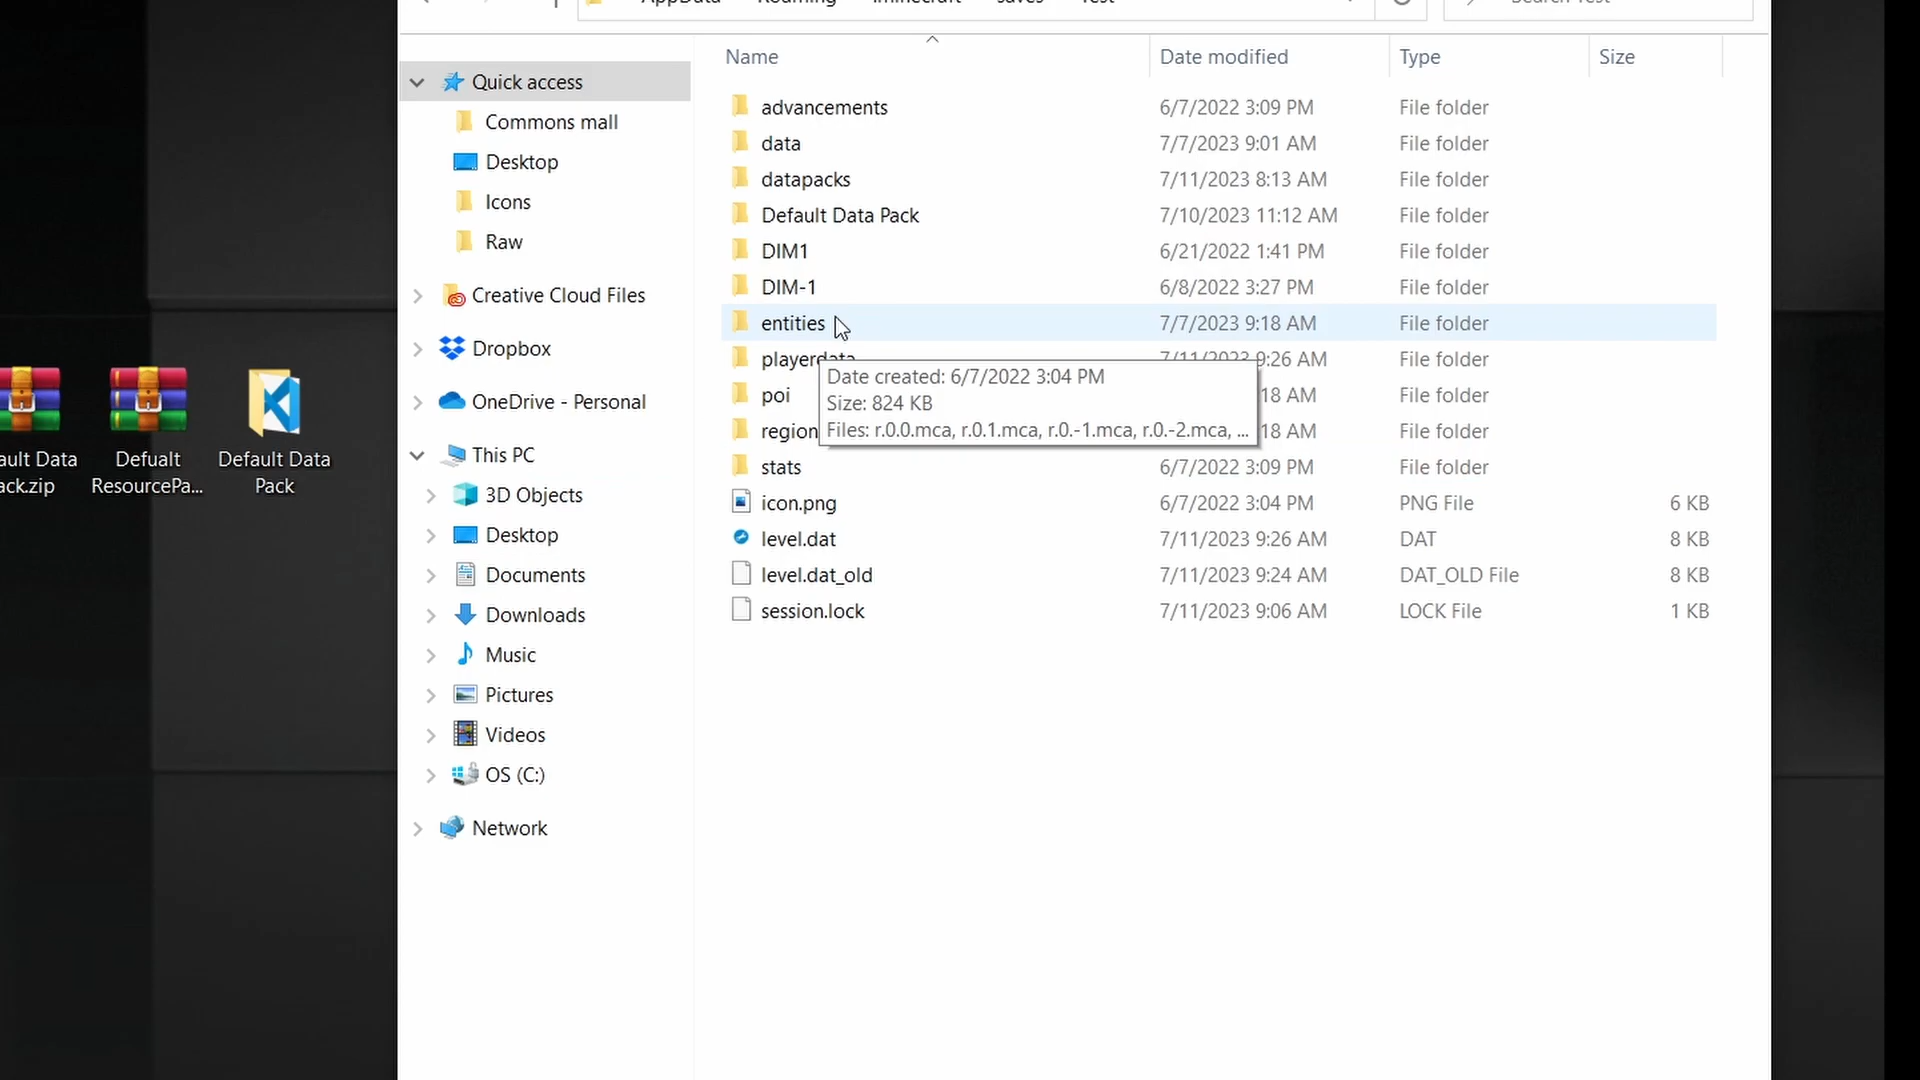 AppData Roaming .minecraft saves Test Search Test
Name Date modified Type Size
Quick access
Commons mall
Desktop
Icons
Raw
Creative Cloud Files
Dropbox
OneDrive - Personal
This PC
3D Objects
Desktop
Documents
Downloads
Music
Pictures
Videos
OS (C:)
Network
advancements 6/7/2022 3:09 PM File folder
data 7/7/2023 9:01 AM File folder
datapacks 7/11/2023 8:13 AM File folder
Default Data Pack 7/10/2023 11:12 AM File folder
DIM1 6/21/2022 1:41 PM File folder
DIM-1 6/8/2022 3:27 PM File folder
entities 7/7/2023 9:18 AM File folder
playerdata 7/11/2023 9:26 AM File folder
poi 18 AM File folder
region 18 AM File folder
stats 6/7/2022 3:09 PM File folder
icon.png 6/7/2022 3:04 PM PNG File 6 KB
level.dat 7/11/2023 9:26 AM DAT 8 KB
level.dat_old 7/11/2023 9:24 AM DAT_OLD File 8 KB
session.lock 7/11/2023 9:06 AM LOCK File 1 KB
Date created: 6/7/2022 3:04 PM
Size: 824 KB
Files: r.0.0.mca, r.0.1.mca, r.0.-1.mca, r.0.-2.mca, ...
ault Data
ack.zip
Defualt
ResourcePa...
Default Data
Pack